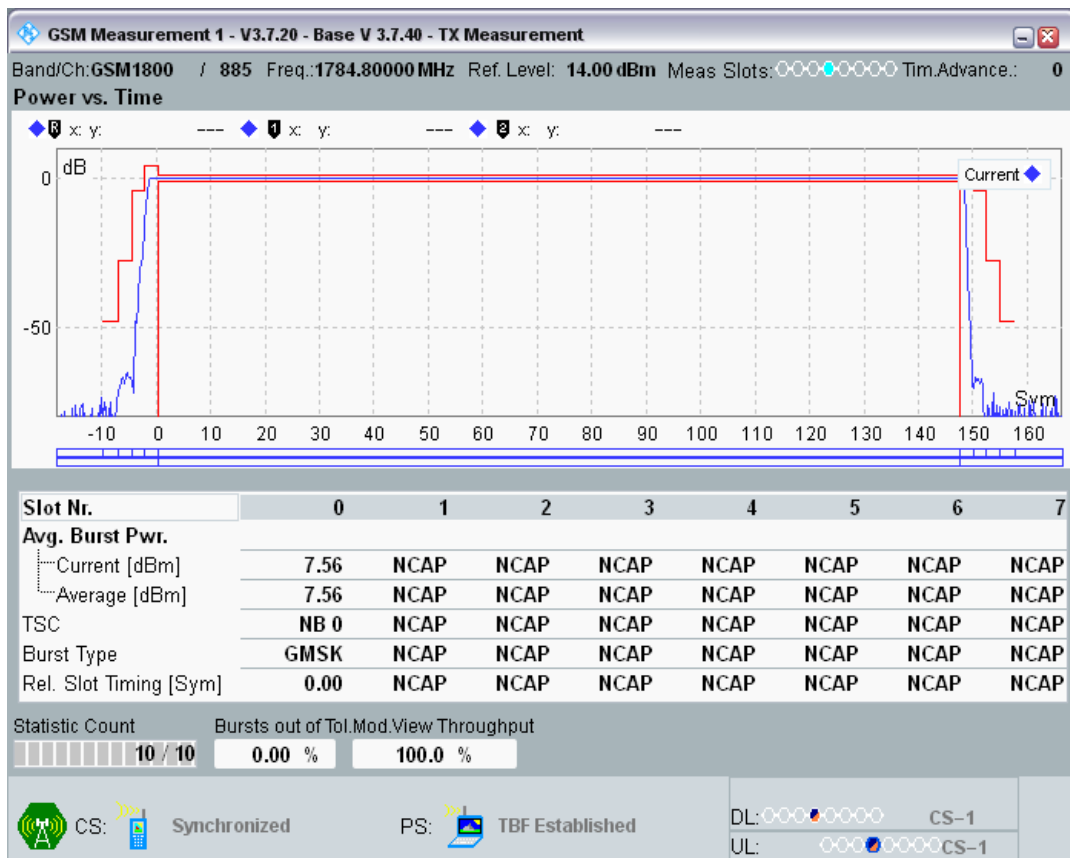 GSM Measurement 1 - V3.7.20 - Base V 3.7.40 - TX Measurement
Band/Ch:GSM1800 / 885 Freq.:1784.80000 MHz Ref. Level: 14.00 dBm Meas Slots: Tim.Advance.: 0
Power vs. Time
R x: y: --- 1 x: y: --- 2 x: y: ---
dB
Current
0
-50
Sym
-10 0 10 20 30 40 50 60 70 80 90 100 110 120 130 140 150 160
Slot Nr. 0 1 2 3 4 5 6 7
Avg. Burst Pwr.
Current [dBm] 7.56 NCAP NCAP NCAP NCAP NCAP NCAP NCAP
Average [dBm] 7.56 NCAP NCAP NCAP NCAP NCAP NCAP NCAP
TSC NB 0 NCAP NCAP NCAP NCAP NCAP NCAP NCAP
Burst Type GMSK NCAP NCAP NCAP NCAP NCAP NCAP NCAP
Rel. Slot Timing [Sym] 0.00 NCAP NCAP NCAP NCAP NCAP NCAP NCAP
Statistic Count Bursts out of Tol.Mod.View Throughput
10 / 10 0.00 % 100.0 %
CS: Synchronized PS: TBF Established
DL: CS-1
UL: CS-1